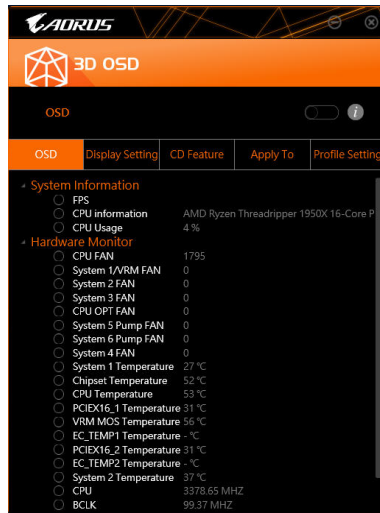 AORUS
3D OSD
OSD
i
OSD Display Setting CD Feature Apply To Profile Setting
System Information
FPS
CPU information AMD Ryzen Threadripper 1950X 16-Core P
CPU Usage 4 %
Hardware Monitor
CPU FAN 1795
System 1/VRM FAN 0
System 2 FAN 0
System 3 FAN 0
CPU OPT FAN 0
System 5 Pump FAN 0
System 6 Pump FAN 0
System 4 FAN 0
System 1 Temperature 27 ℃
Chipset Temperature 52 ℃
CPU Temperature 53 ℃
PCIEX16_1 Temperature 31 ℃
VRM MOS Temperature 56 ℃
EC_TEMP1 Temperature - ℃
PCIEX16_2 Temperature 31 ℃
EC_TEMP2 Temperature - ℃
System 2 Temperature 37 ℃
CPU 3378.65 MHZ
BCLK 99.37 MHZ